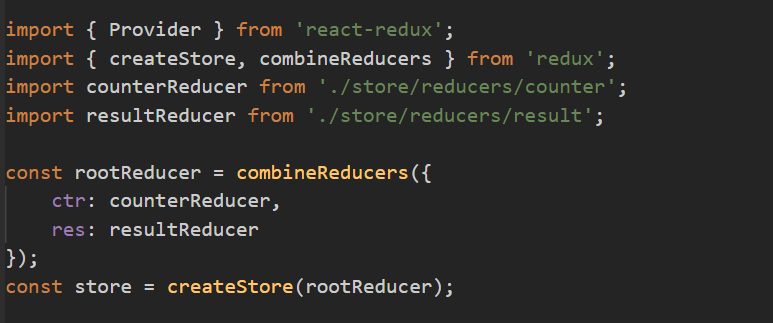 import { Provider } from 'react-redux';
import { createStore, combineReducers } from 'redux';
import counterReducer from './store/reducers/counter';
import resultReducer from './store/reducers/result';
const rootReducer = combineReducers({
ctr: counterReducer,
res: resultReducer
});
const store = createStore(rootReducer);